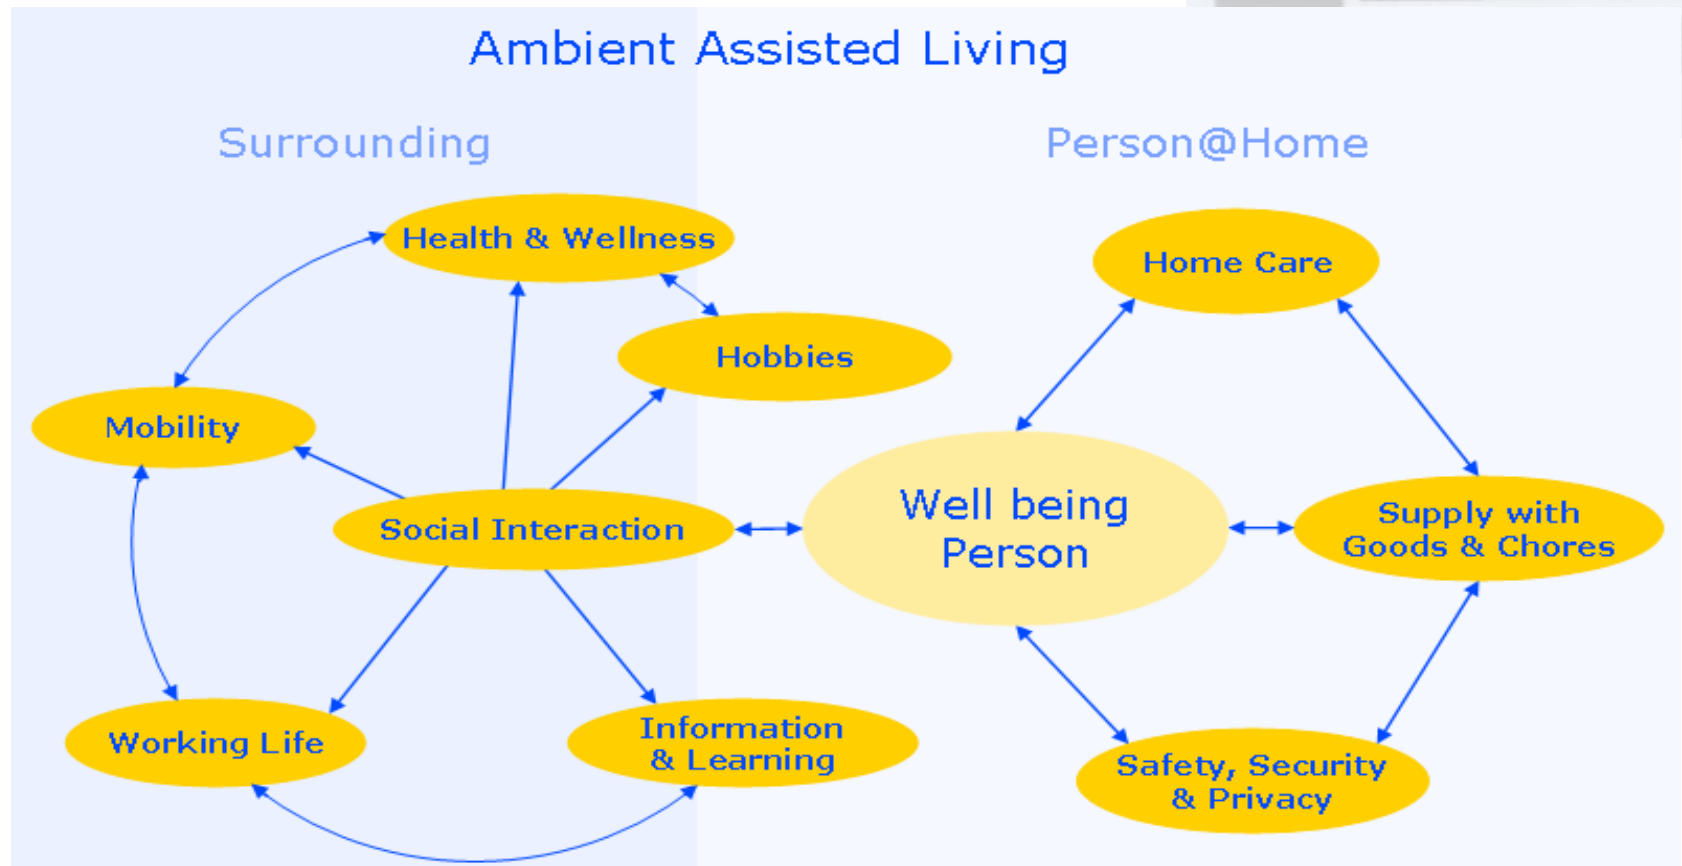 Ambient Assisted Living
Surrounding
Person@Home
Health & Wellness
Home Care
Hobbies
Mobility
Social Interaction
Well being
Person
Supply with
Goods & Chores
Working Life
Information
& Learning
Safety, Security
& Privacy